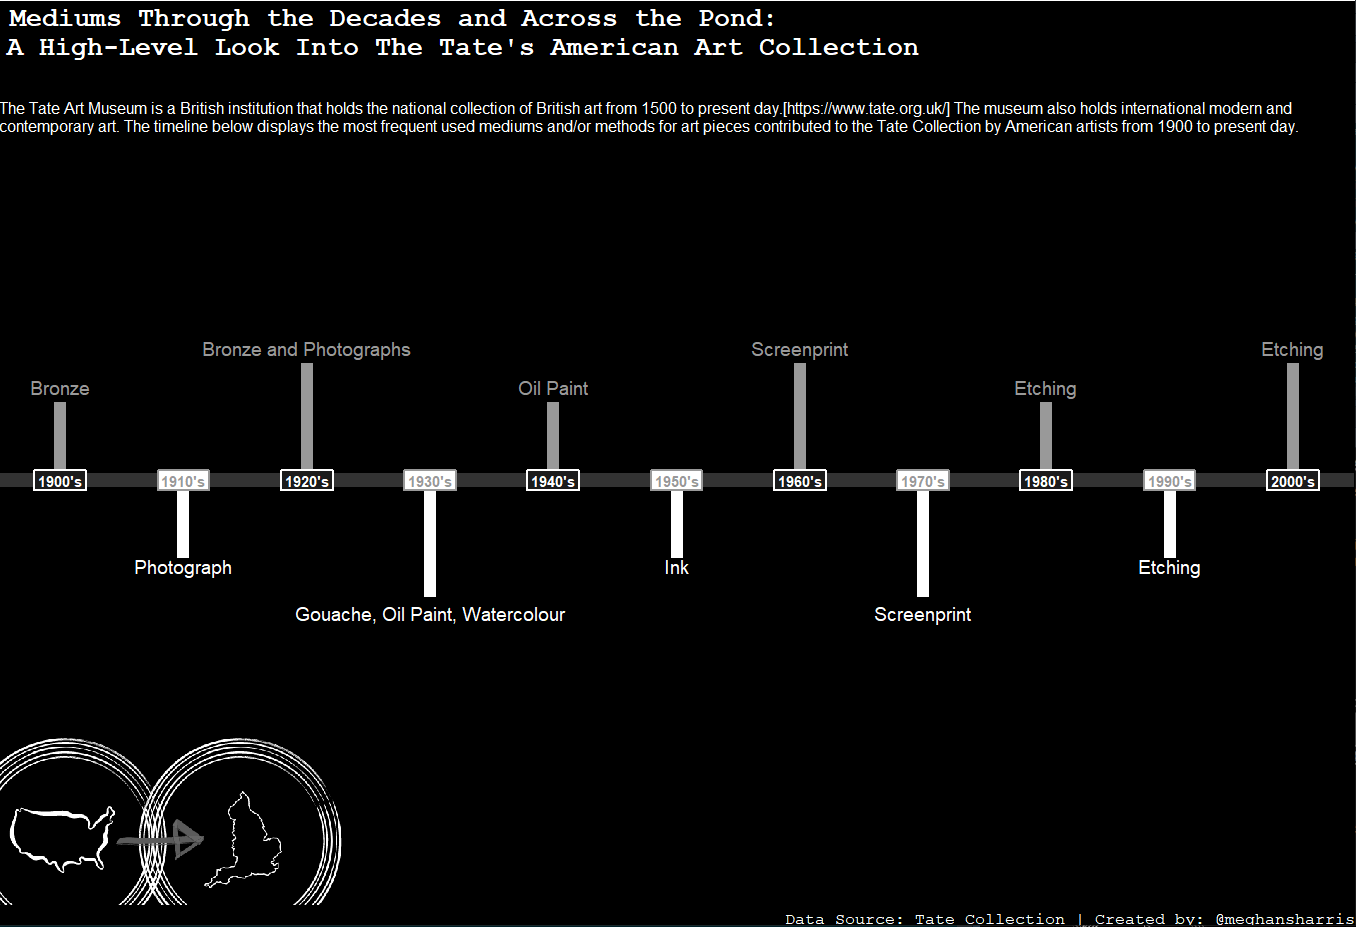 Mediums Through the Decades and Across the Pond:
A High-Level Look Into The Tate's American Art Collection
The Tate Art Museum is a British institution that holds the national collection of British art from 1500 to present day.[https://www.tate.org.uk/] The museum also holds international modern and
contemporary art. The timeline below displays the most frequent used mediums and/or methods for art pieces contributed to the Tate Collection by American artists from 1900 to present day.
Bronze and Photographs
Screenprint
Etching
Bronze
Oil Paint
Etching
1900's
1910's
1920's
1930's
1940's
1950's
1960's
1970's
1980's
1990's
2000's
Photograph
Ink
Etching
Gouache, Oil Paint, Watercolour
Screenprint
Data Source: Tate Collection | Created by: @meghansharris